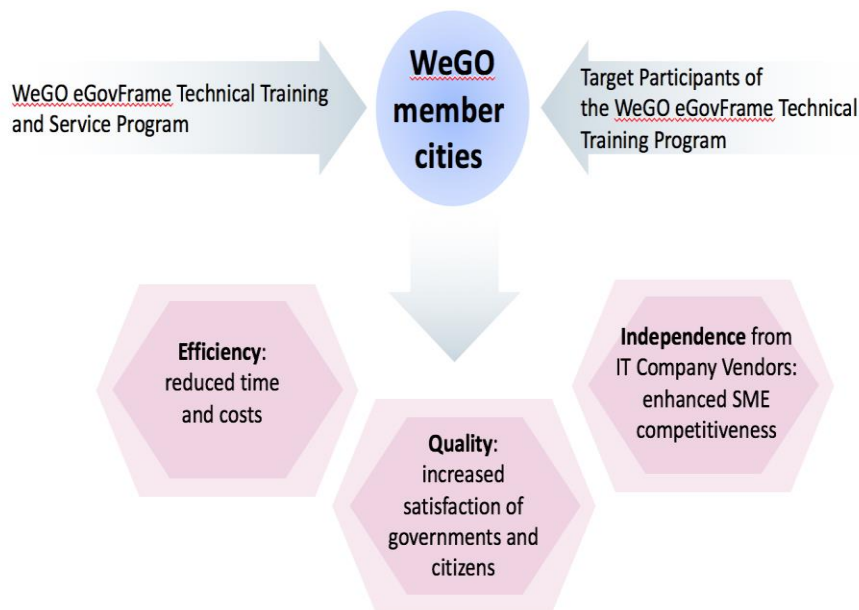 WeGO
member
cities
WeGO eGovFrame Technical Training
and Service Program
Target Participants of
the WeGO eGovFrame Technical
Training Program
Efficiency:
reduced time
and costs
Quality:
increased
satisfaction of
governments and
citizens
Independence from
IT Company Vendors:
enhanced SME
competitiveness